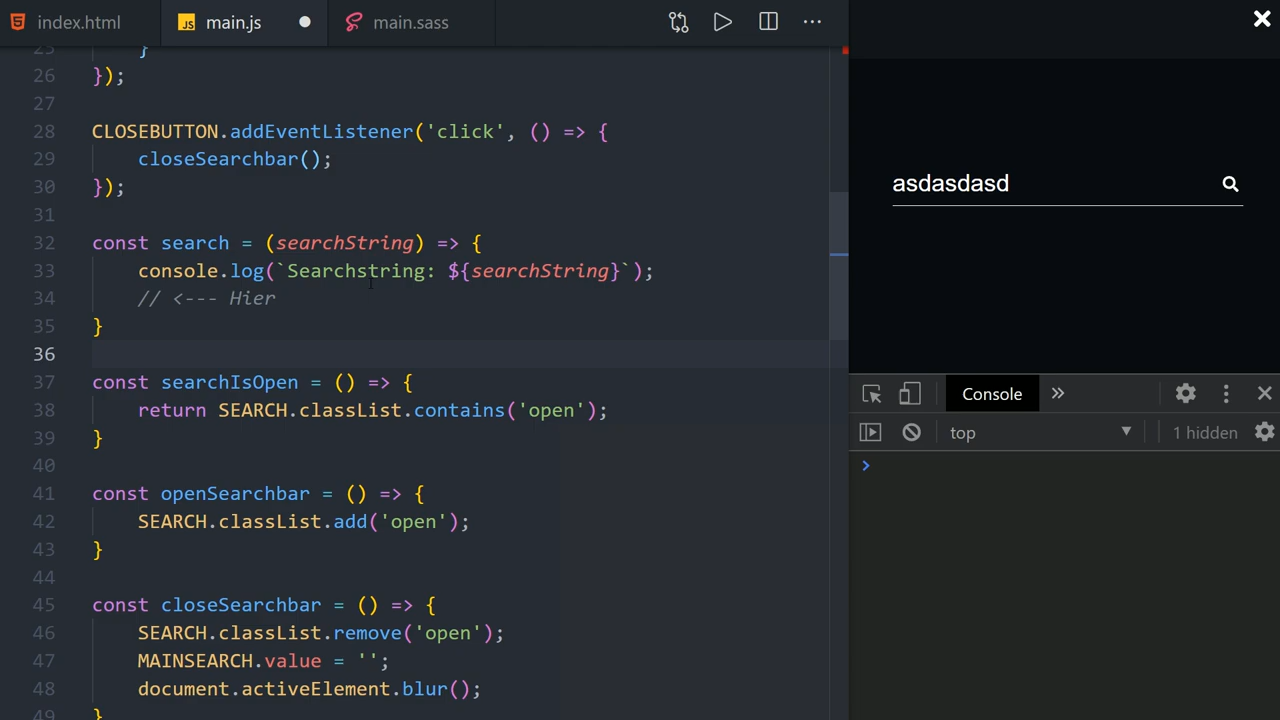 index.html
JS main.js
main.sass
25 }
26 });
27
28 CLOSEBUTTON.addEventListener('click', () => {
29 closeSearchbar();
30 });
31
32 const search = (searchString) => {
33 console.log(`Searchstring: ${searchString}`);
34 // <--- Hier
35 }
36
37 const searchIsOpen = () => {
38 return SEARCH.classList.contains('open');
39 }
40
41 const openSearchbar = () => {
42 SEARCH.classList.add('open');
43 }
44
45 const closeSearchbar = () => {
46 SEARCH.classList.remove('open');
47 MAINSEARCH.value = '';
48 document.activeElement.blur();
49 }
asdasdasd
Console
top
1 hidden